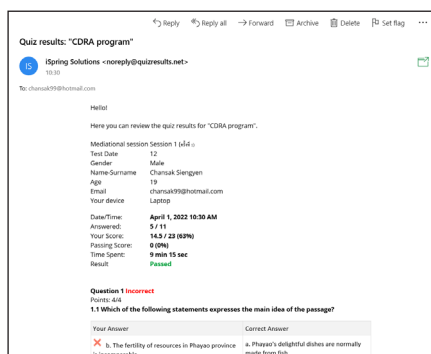 Reply Reply all Forward Archive Delete Set flag ...
Quiz results: "CDRA program"
IS
iSpring Solutions <noreply@quizresults.net>
10:30
To: chansak99@hotmail.com
Hello!
Here you can review the quiz results for "CDRA program".
Mediational session Session 1
Test Date 12
Gender Male
Name-Surname Chansak Siengyen
Age 19
Email chansak99@hotmail.com
Your device Laptop
Date/Time: April 1, 2022 10:30 AM
Answered: 5 / 11
Your Score: 14.5 / 23 (63%)
Passing Score: 0 (0%)
Time Spent: 9 min 15 sec
Result Passed
Question 1 Incorrect
Points: 4/4
1.1 Which of the following statements expresses the main idea of the passage?
Your Answer Correct Answer
b. The fertility of resources in Phayao province a. Phayao's delightful dishes are normally
made from fish